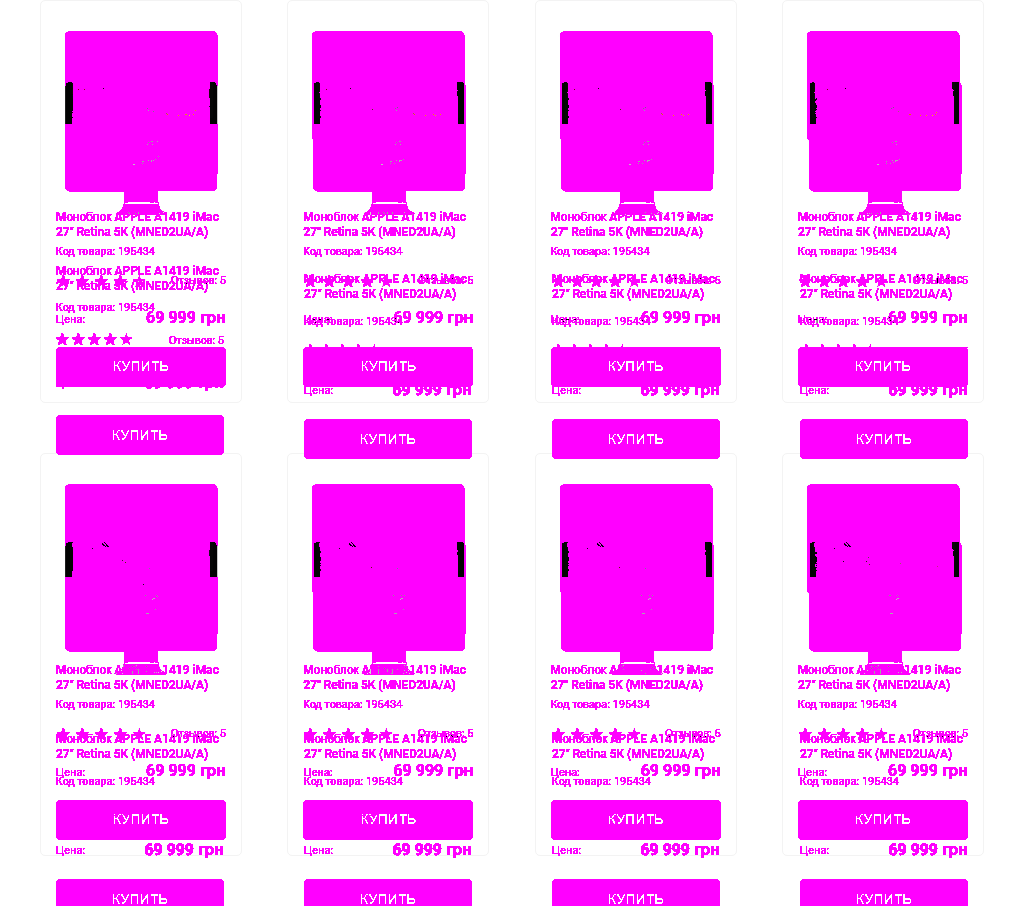 Моноблок APPLE A1419 iMac
27" Retina 5K (MNED2UA/A)
Код товара: 195434
Моноблок APPLE A1419 iMac
27" Retina 5K (MNED2UA/A)
Отзывов: 5
Код товара: 195434
Цена: 69 999 грн
Отзывов: 5
КУПИТЬ
КУПИТЬ
Моноблок APPLE A1419 iMac
27" Retina 5K (MNED2UA/A)
Код товара: 195434
Моноблок APPLE A1419 iMac
27" Retina 5K (MNED2UA/A)
69 999 грн
Код товара: 195434
КУПИТЬ
Цена: 69 999 грн
КУПИТЬ
Моноблок APPLE A1419 iMac
27" Retina 5K (MNED2UA/A)
Код товара: 195434
Моноблок APPLE A1419 iMac
27" Retina 5K (MNED2UA/A)
69 999 грн
Код товара: 195434
КУПИТЬ
Цена: 69 999 грн
КУПИТЬ
Моноблок APPLE A1419 iMac
27" Retina 5K (MNED2UA/A)
Код товара: 195434
Моноблок APPLE A1419 iMac
27" Retina 5K (MNED2UA/A)
69 999 грн
Код товара: 195434
КУПИТЬ
Цена: 69 999 грн
КУПИТЬ
Моноблок APPLE A1419 iMac
27" Retina 5K (MNED2UA/A)
Код товара: 195434
Отзывов: 5
Моноблок APPLE A1419 iMac
27" Retina 5K (MNED2UA/A)
Цена: 69 999 грн
Код товара: 195434
КУПИТЬ
Цена: 69 999 грн
КУПИТЬ
Моноблок APPLE A1419 iMac
27" Retina 5K (MNED2UA/A)
Код товара: 195434
Отзывов: 5
Моноблок APPLE A1419 iMac
27" Retina 5K (MNED2UA/A)
Цена: 69 999 грн
Код товара: 195434
КУПИТЬ
Цена: 69 999 грн
КУПИТЬ
Моноблок APPLE A1419 iMac
27" Retina 5K (MNED2UA/A)
Код товара: 195434
Отзывов: 5
Моноблок APPLE A1419 iMac
27" Retina 5K (MNED2UA/A)
Цена: 69 999 грн
Код товара: 195434
КУПИТЬ
Цена: 69 999 грн
КУПИТЬ
Моноблок APPLE A1419 iMac
27" Retina 5K (MNED2UA/A)
Код товара: 195434
Отзывов: 5
Моноблок APPLE A1419 iMac
27" Retina 5K (MNED2UA/A)
Цена: 69 999 грн
Код товара: 195434
КУПИТЬ
Цена: 69 999 грн
КУПИТЬ